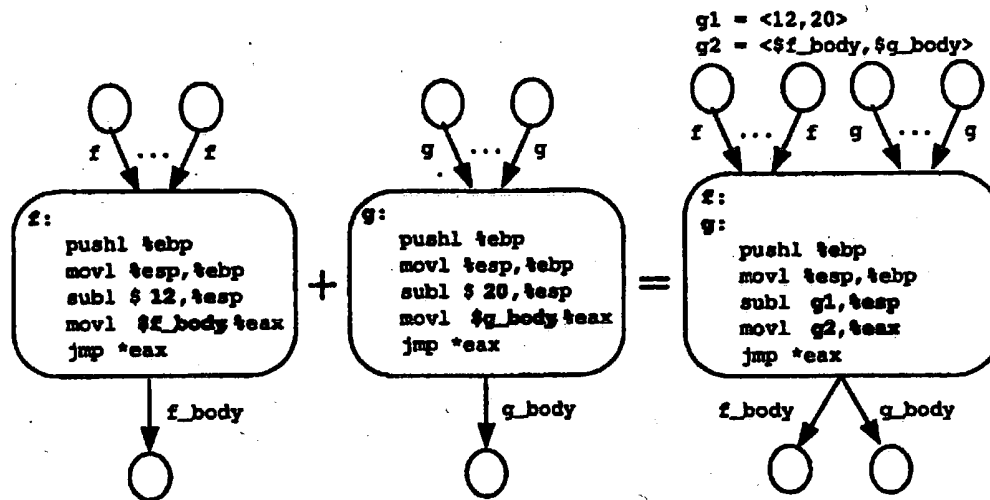 g1 = <12,20>
g2 = <$f_body,$g_body>
f ... f
g ... g
f ... f g ... g
f:
pushl %ebp
movl %esp,%ebp
subl $ 12,%esp
movl $f_body,%eax
jmp *eax
+
g:
pushl %ebp
movl %esp,%ebp
subl $ 20,%esp
movl $g_body,%eax
jmp *eax
=
f:
g:
pushl %ebp
movl %esp,%ebp
subl g1,%esp
movl g2,%eax
jmp *eax
f_body
g_body
f_body g_body